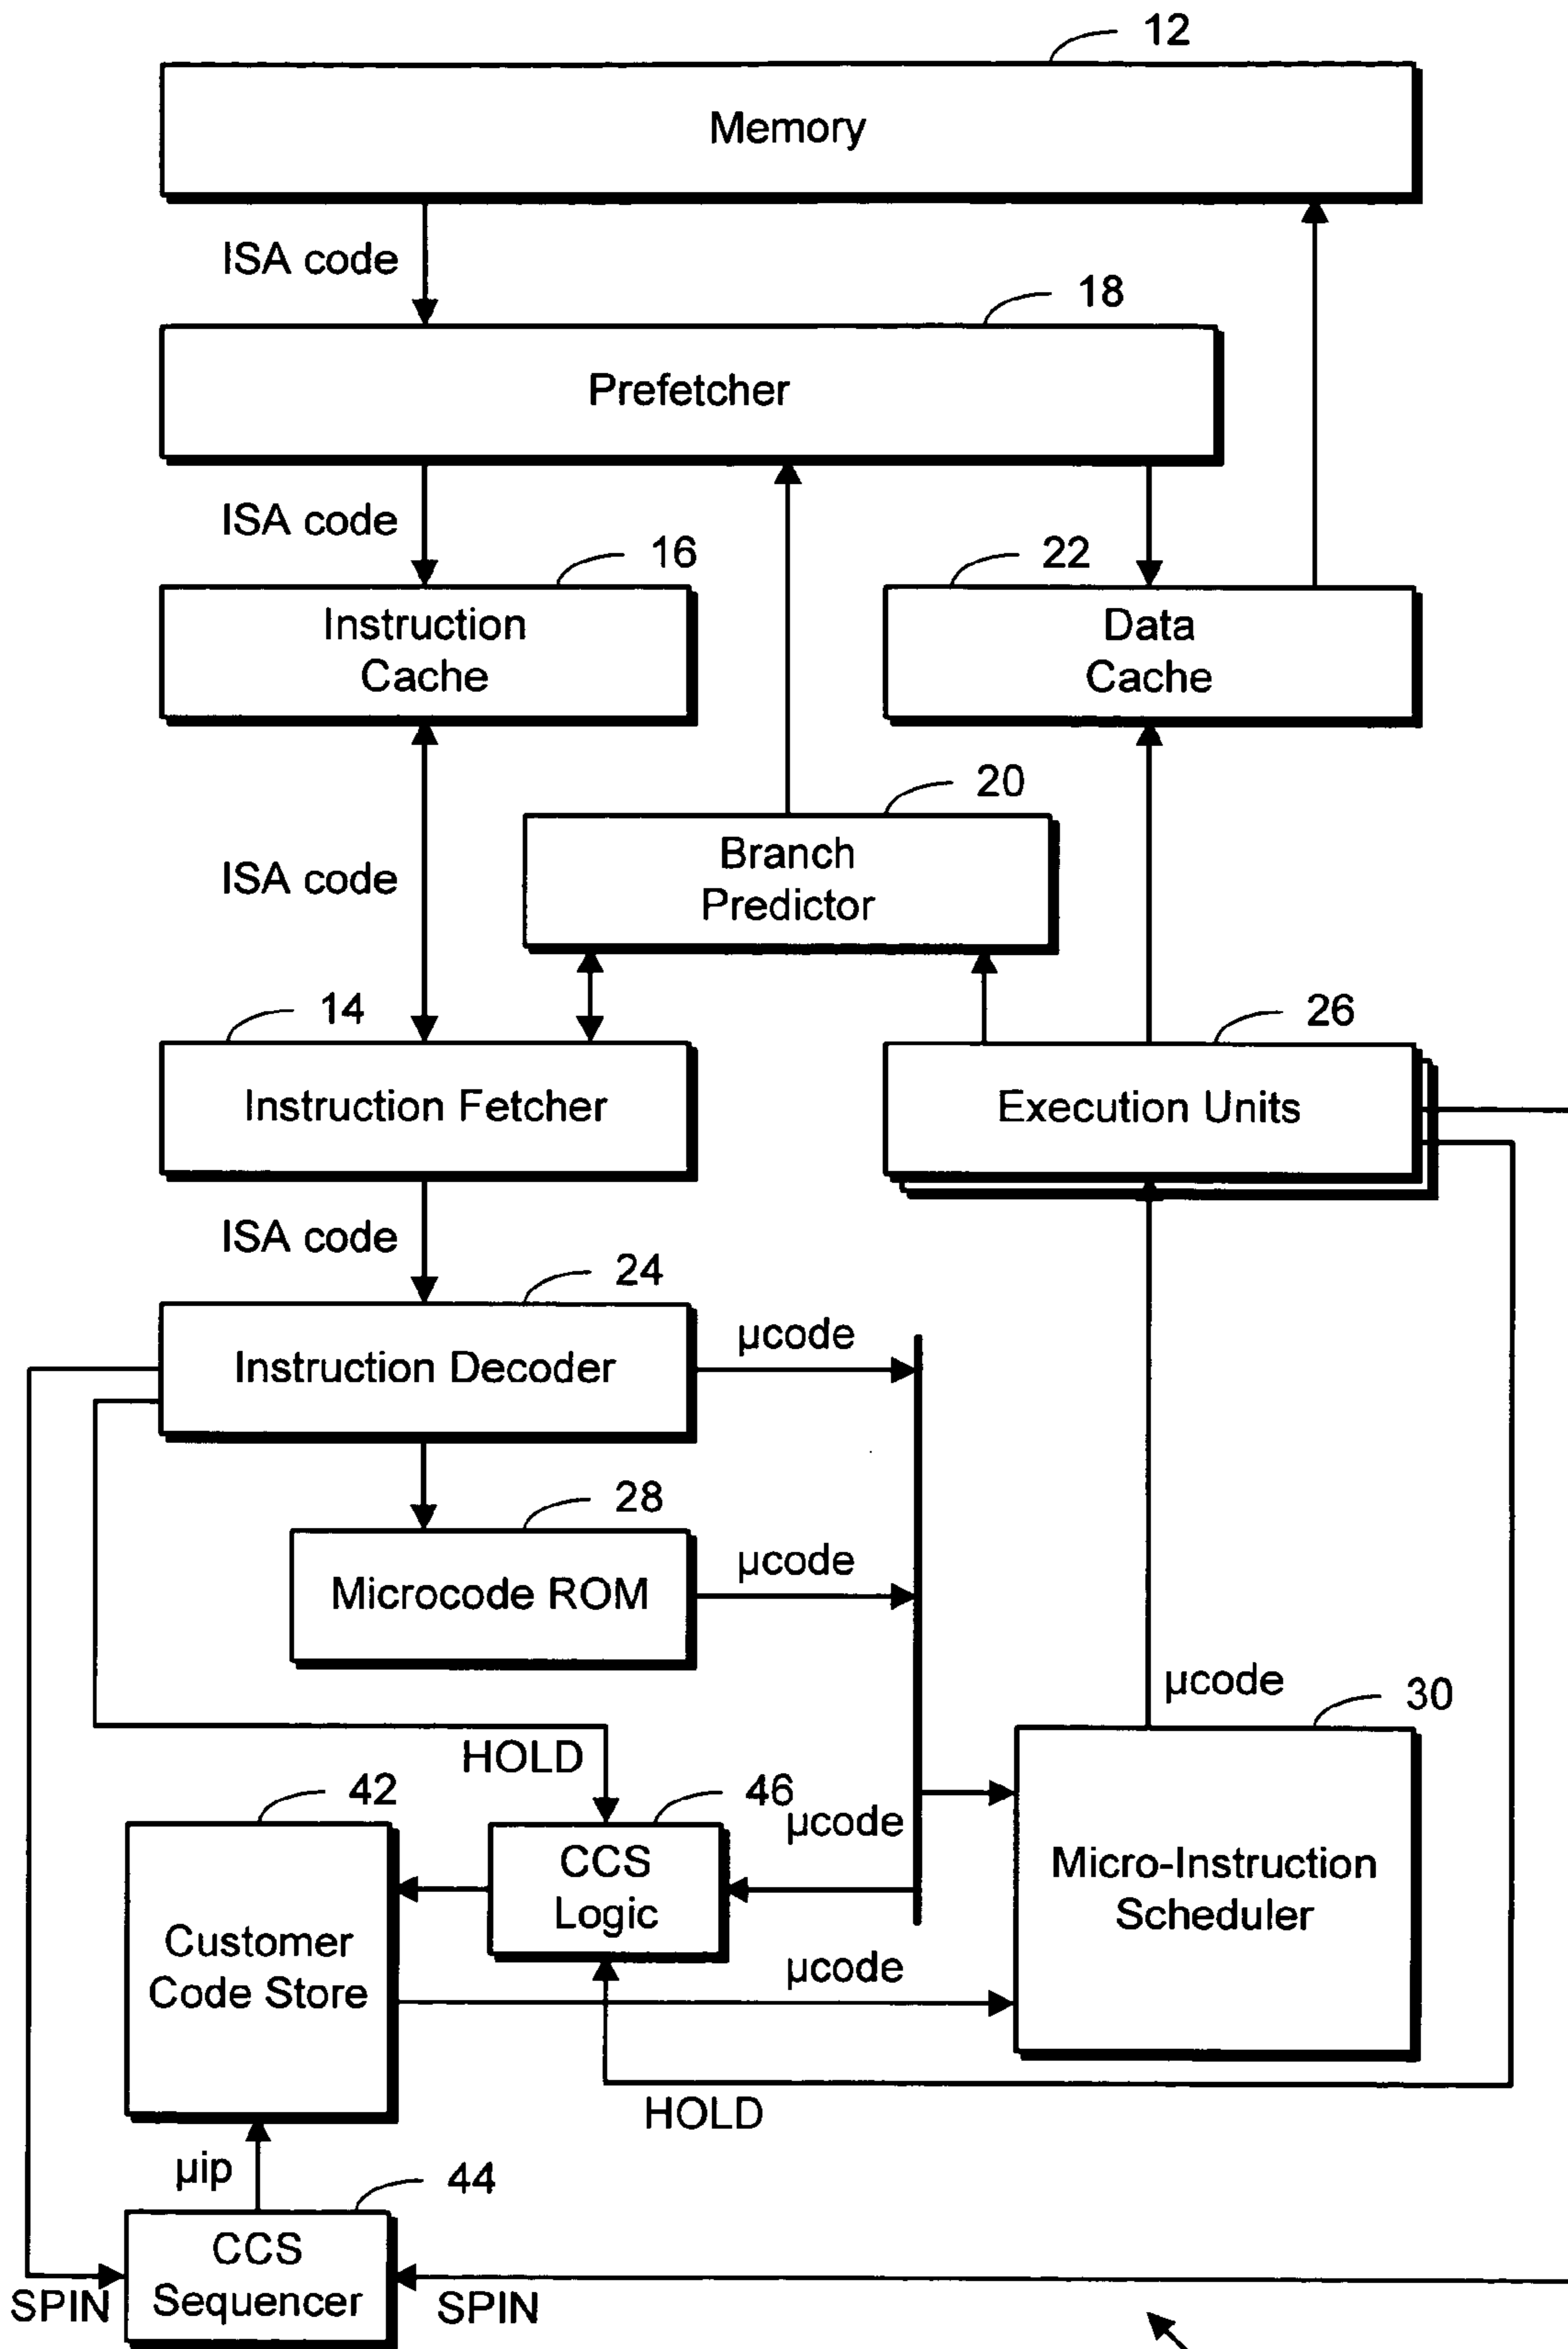 12
Memory
ISA code
18
Prefetcher
ISA code
16
22
Instruction
Cache
Data
Cache
20
ISA code
Branch
Predictor
14
26
Instruction Fetcher
Execution Units
ISA code
24
µcode
Instruction Decoder
28
µcode
Microcode ROM
µcode
30
HOLD
42
46
µcode
CCS
Logic
Micro-Instruction
Scheduler
Customer
Code Store
µcode
HOLD
µip
44
CCS
Sequencer
SPIN
SPIN